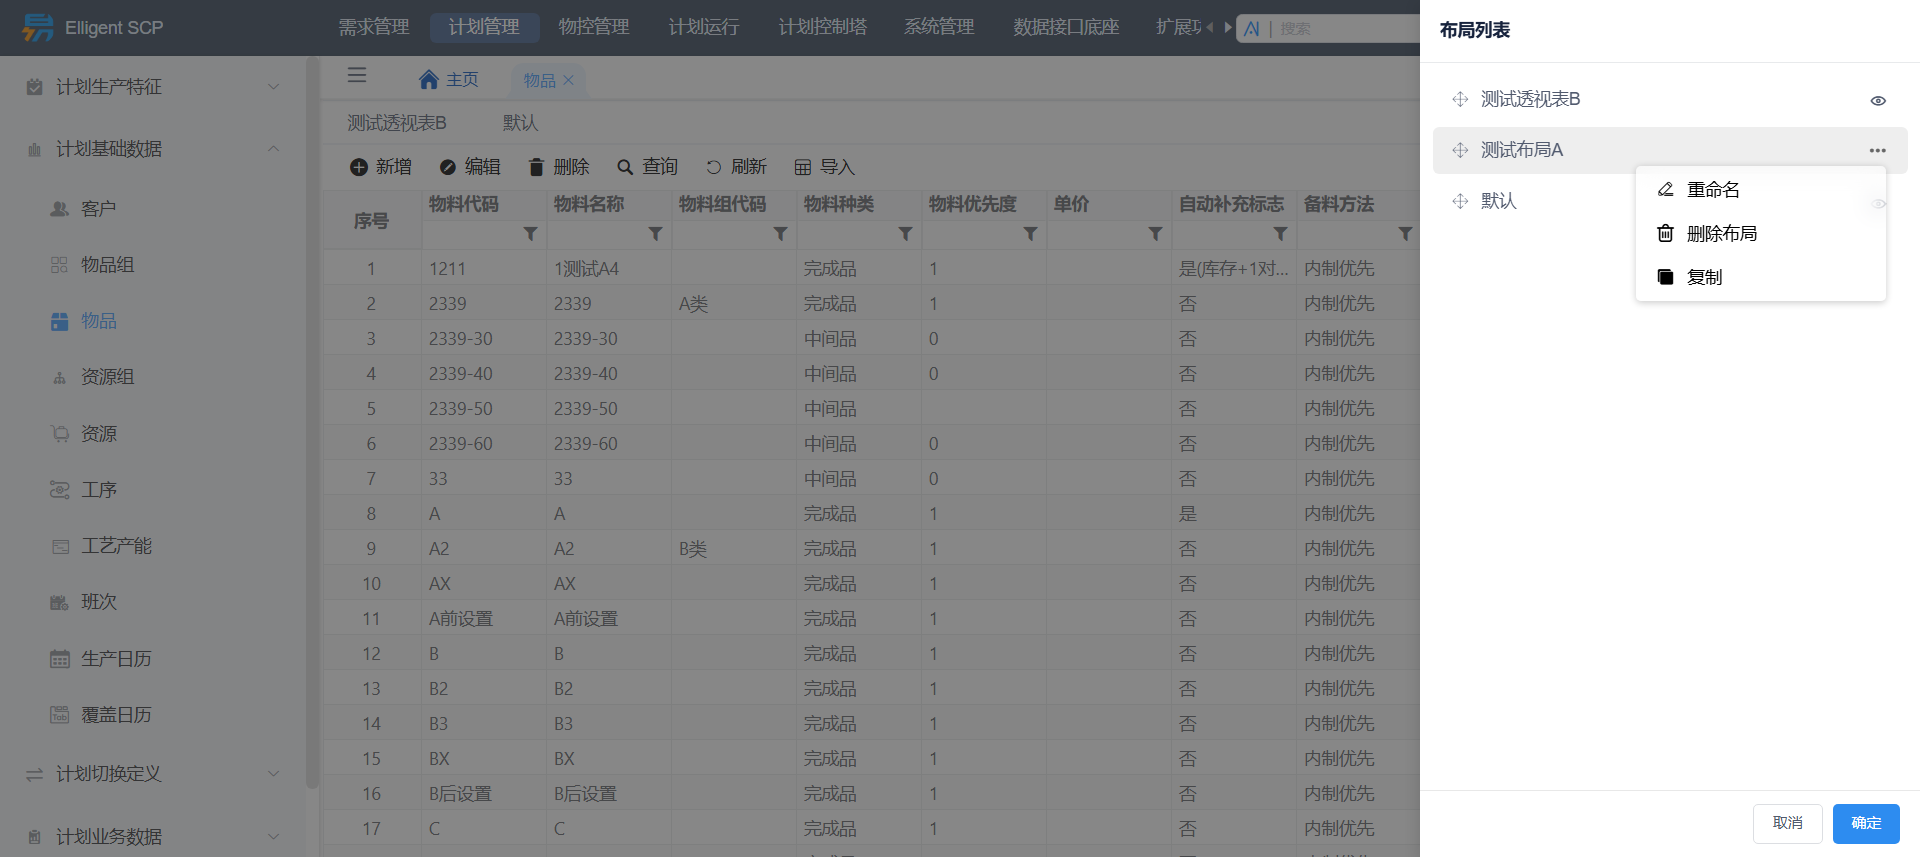 Elligent SCP
需求管理
计划管理
物控管理
计划运行
计划控制塔
系统管理
数据接口底座
扩展
AI | 搜索
计划生产特征
计划基础数据
客户
物品组
物品
资源组
资源
工序
工艺产能
班次
生产日历
覆盖日历
计划切换定义
计划业务数据
主页
物品
测试透视表B
默认
新增
编辑
删除
查询
刷新
导入
序号 物料代码 物料名称 物料组代码 物料种类 物料优先度 单价 自动补充标志 备料方法
1 1211 1测试A4 完成品 1 是(库存+1对... 内制优先
2 2339 2339 A类 完成品 1 否 内制优先
3 2339-30 2339-30 中间品 0 否 内制优先
4 2339-40 2339-40 中间品 0 否 内制优先
5 2339-50 2339-50 中间品 否 内制优先
6 2339-60 2339-60 中间品 0 否 内制优先
7 33 33 中间品 0 否 内制优先
8 A A 完成品 1 是 内制优先
9 A2 A2 B类 完成品 1 否 内制优先
10 AX AX 完成品 1 否 内制优先
11 A前设置 A前设置 完成品 1 否 内制优先
12 B B 完成品 1 否 内制优先
13 B2 B2 完成品 1 否 内制优先
14 B3 B3 完成品 1 否 内制优先
15 BX BX 完成品 1 否 内制优先
16 B后设置 B后设置 完成品 1 否 内制优先
17 C C 完成品 1 否 内制优先
布局列表
测试透视表B
测试布局A
默认
重命名
删除布局
复制
取消
确定